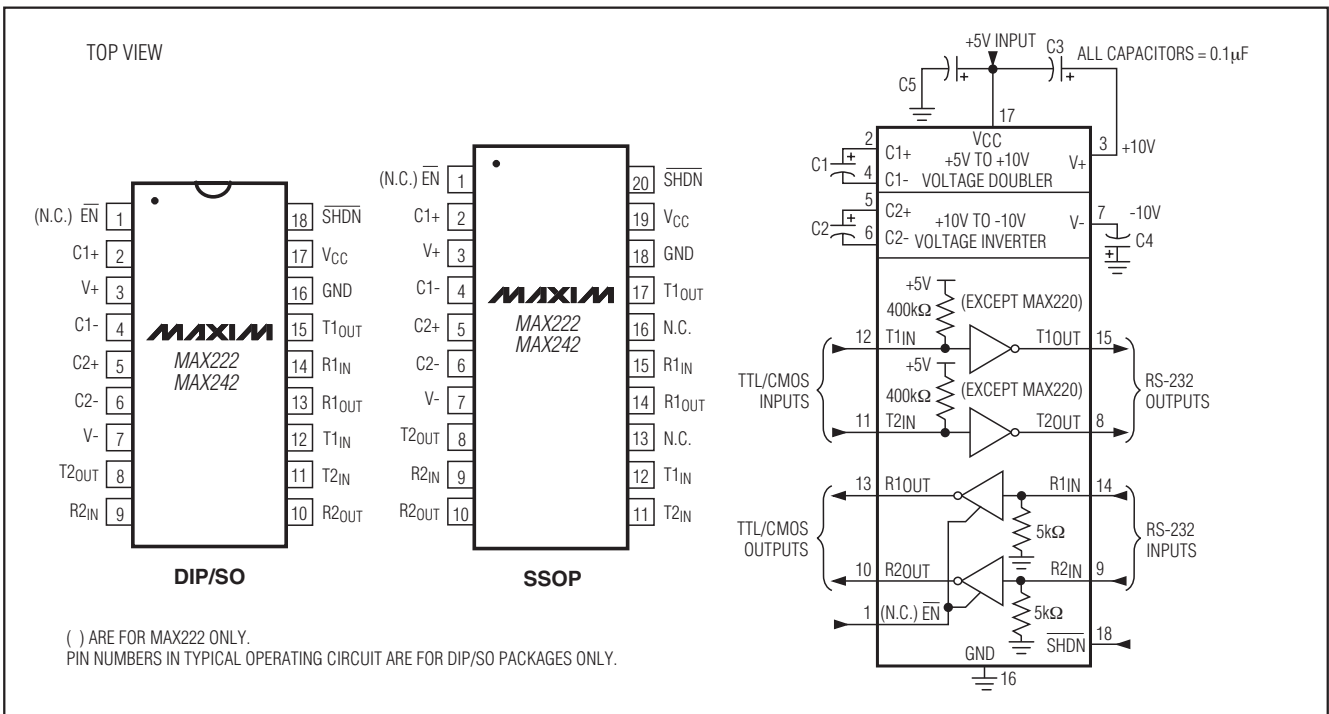 TOP VIEW
(N.C.) EN 1
C1+ 2
V+ 3
C1- 4
C2+ 5
C2- 6
V- 7
T2OUT 8
R2IN 9
18 SHDN
17 VCC
16 GND
15 T1OUT
14 R1IN
13 R1OUT
12 T1IN
11 T2IN
10 R2OUT
MAXIM
MAX222
MAX242
DIP/SO
(N.C.) EN 1
C1+ 2
V+ 3
C1- 4
C2+ 5
C2- 6
V- 7
T2OUT 8
R2IN 9
R2OUT 10
20 SHDN
19 VCC
18 GND
17 T1OUT
16 N.C.
15 R1IN
14 R1OUT
13 N.C.
12 T1IN
11 T2IN
MAXIM
MAX222
MAX242
SSOP
( ) ARE FOR MAX222 ONLY.
PIN NUMBERS IN TYPICAL OPERATING CIRCUIT ARE FOR DIP/SO PACKAGES ONLY.
+5V INPUT C3 ALL CAPACITORS = 0.1µF
C5 + +
17
VCC
2 C1+ +5V TO +10V 3 +10V
C1 + V+
4 C1- VOLTAGE DOUBLER
5 C2+ +10V TO -10V 7 -10V
C2 + V-
6 C2- VOLTAGE INVERTER C4
+
+5V
400kΩ (EXCEPT MAX220)
12 T1IN T1OUT 15
+5V
TTL/CMOS INPUTS
400kΩ (EXCEPT MAX220)
RS-232 OUTPUTS
11 T2IN T2OUT 8
13 R1OUT R1IN 14
5kΩ
TTL/CMOS OUTPUTS
RS-232 INPUTS
10 R2OUT R2IN 9
5kΩ
1 (N.C.) EN
SHDN 18
GND
16